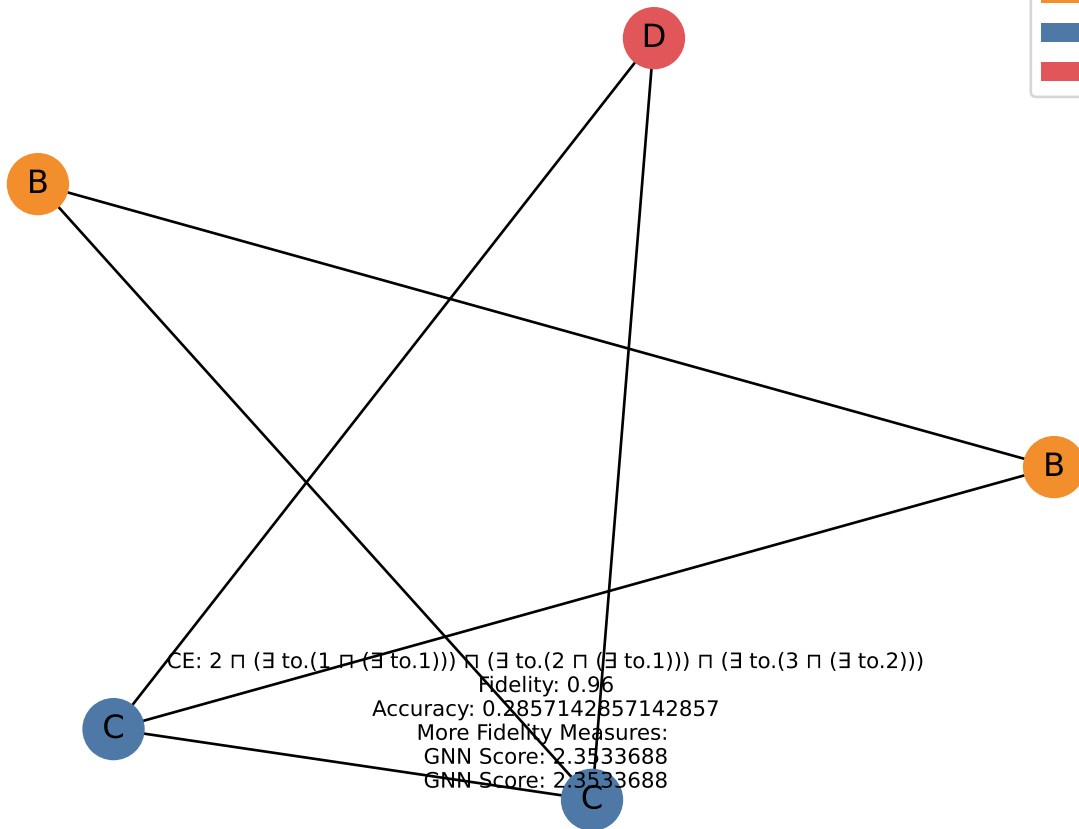 D
B
B
CE: 2 ⊓ (∃ to.(1 ⊓ (∃ to.1))) ⊓ (∃ to.(2 ⊓ (∃ to.1))) ⊓ (∃ to.(3 ⊓ (∃ to.2)))
Fidelity: 0.96
Accuracy: 0.2857142857142857
C
More Fidelity Measures:
GNN Score: 2.3533688
GNN Score: 2.3533688
C